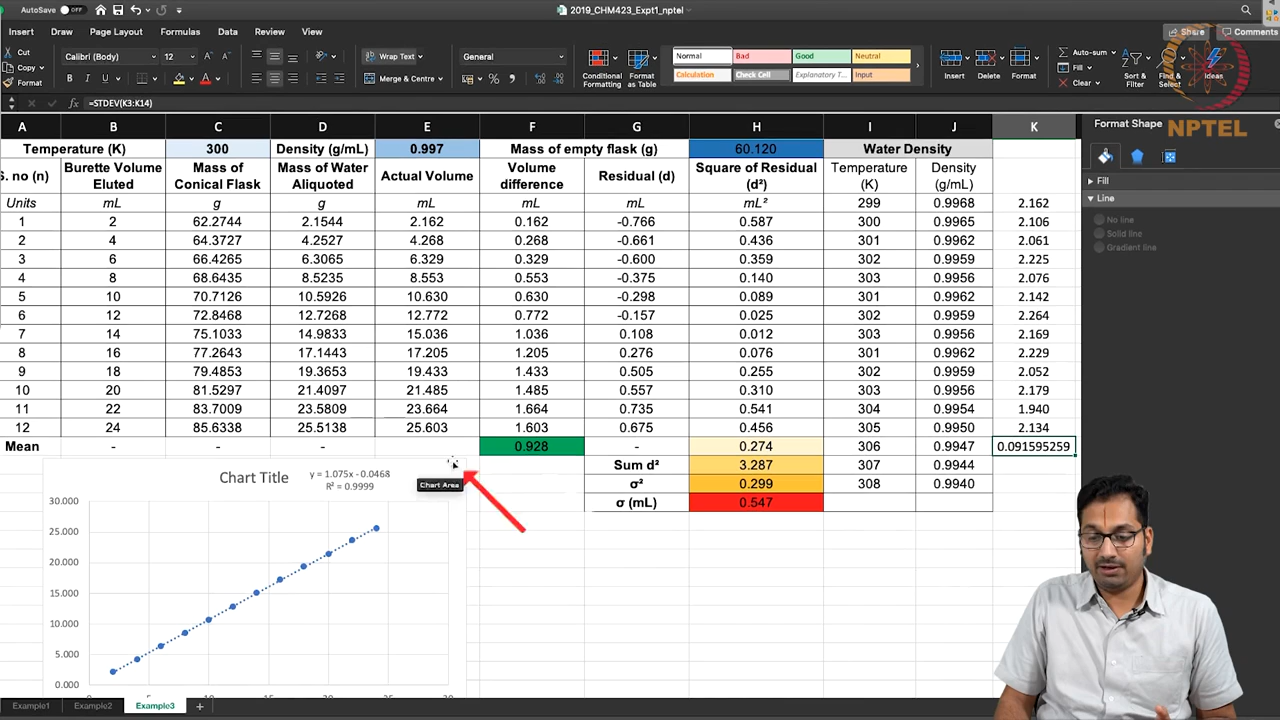 AutoSave OFF 2019_CHM423_Expt1_nptel
Insert Draw Page Layout Formulas Data Review View Share Comments
Cut Calibri (Body) 12 Wrap Text General Normal Bad Good Neutral Auto-sum
Copy Fill
Format B I U A Merge & Centre % Conditional Formatting Format as Table Calculation Check Cell Explanatory T... Input Insert Delete Format Clear Sort & Filter Find & Select Ideas
fx =STDEV(K3:K14)
NPTEL
Format Shape
A B C D E F G H I J K
Temperature (K) 300 Density (g/mL) 0.997 Mass of empty flask (g) 60.120 Water Density
S. no (n) Burette Volume Eluted Mass of Conical Flask Mass of Water Aliquoted Actual Volume Volume difference Residual (d) Square of Residual (d²) Temperature (K) Density (g/mL)
Units mL g g mL mL mL mL² 299 0.9968 2.162
1 2 62.2744 2.1544 2.162 0.162 -0.766 0.587 300 0.9965 2.106
2 4 64.3727 4.2527 4.268 0.268 -0.661 0.436 301 0.9962 2.061
3 6 66.4265 6.3065 6.329 0.329 -0.600 0.359 302 0.9959 2.225
4 8 68.6435 8.5235 8.553 0.553 -0.375 0.140 303 0.9956 2.076
5 10 70.7126 10.5926 10.630 0.630 -0.298 0.089 301 0.9962 2.142
6 12 72.8468 12.7268 12.772 0.772 -0.157 0.025 302 0.9959 2.264
7 14 75.1033 14.9833 15.036 1.036 0.108 0.012 303 0.9956 2.169
8 16 77.2643 17.1443 17.205 1.205 0.276 0.076 301 0.9962 2.229
9 18 79.4853 19.3653 19.433 1.433 0.505 0.255 302 0.9959 2.052
10 20 81.5297 21.4097 21.485 1.485 0.557 0.310 303 0.9956 2.179
11 22 83.7009 23.5809 23.664 1.664 0.735 0.541 304 0.9954 1.940
12 24 85.6338 25.5138 25.603 1.603 0.675 0.456 305 0.9950 2.134
Mean - - - 0.928 - 0.274 306 0.9947 0.091595259
Sum d² 3.287 307 0.9944
σ² 0.299 308 0.9940
σ (mL) 0.547
Fill
Line
No line
Solid line
Gradient line
Chart Title
y = 1.075x - 0.0468
R² = 0.9999
Chart Area
30.000
25.000
20.000
15.000
10.000
5.000
0.000
Example1 Example2 Example3 +